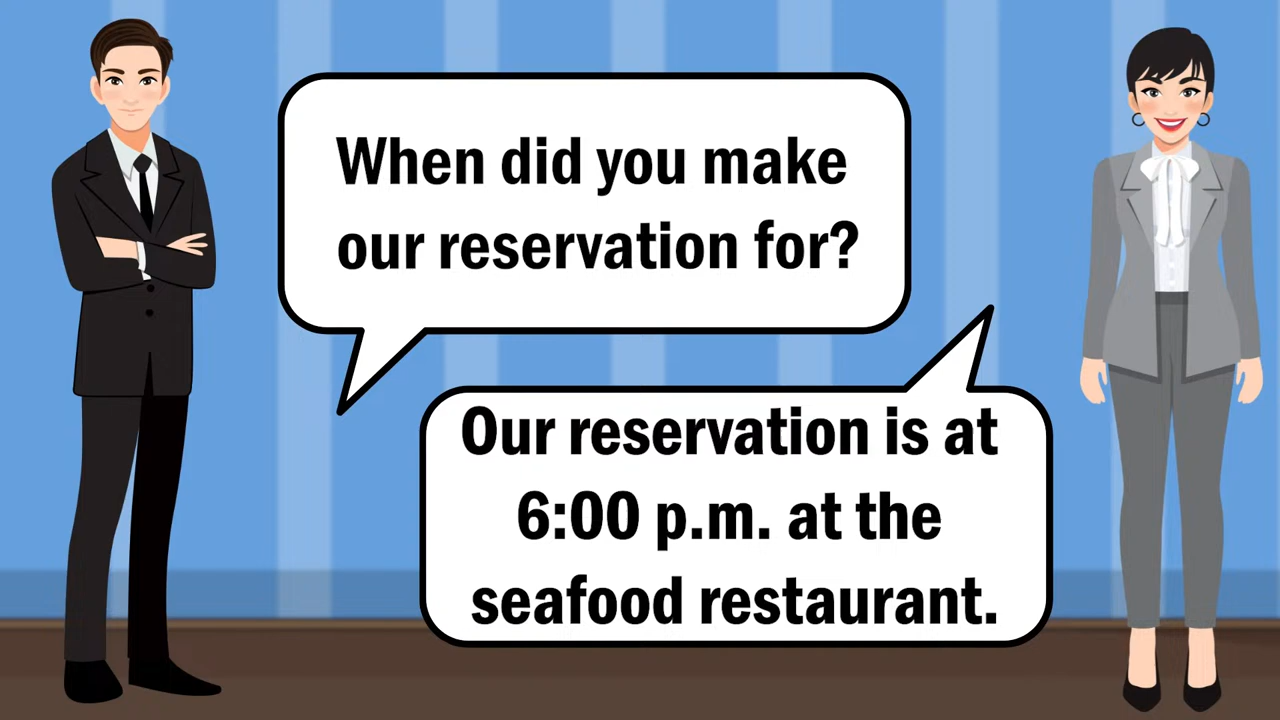 When did you make
our reservation for?
Our reservation is at
6:00 p.m. at the
seafood restaurant.